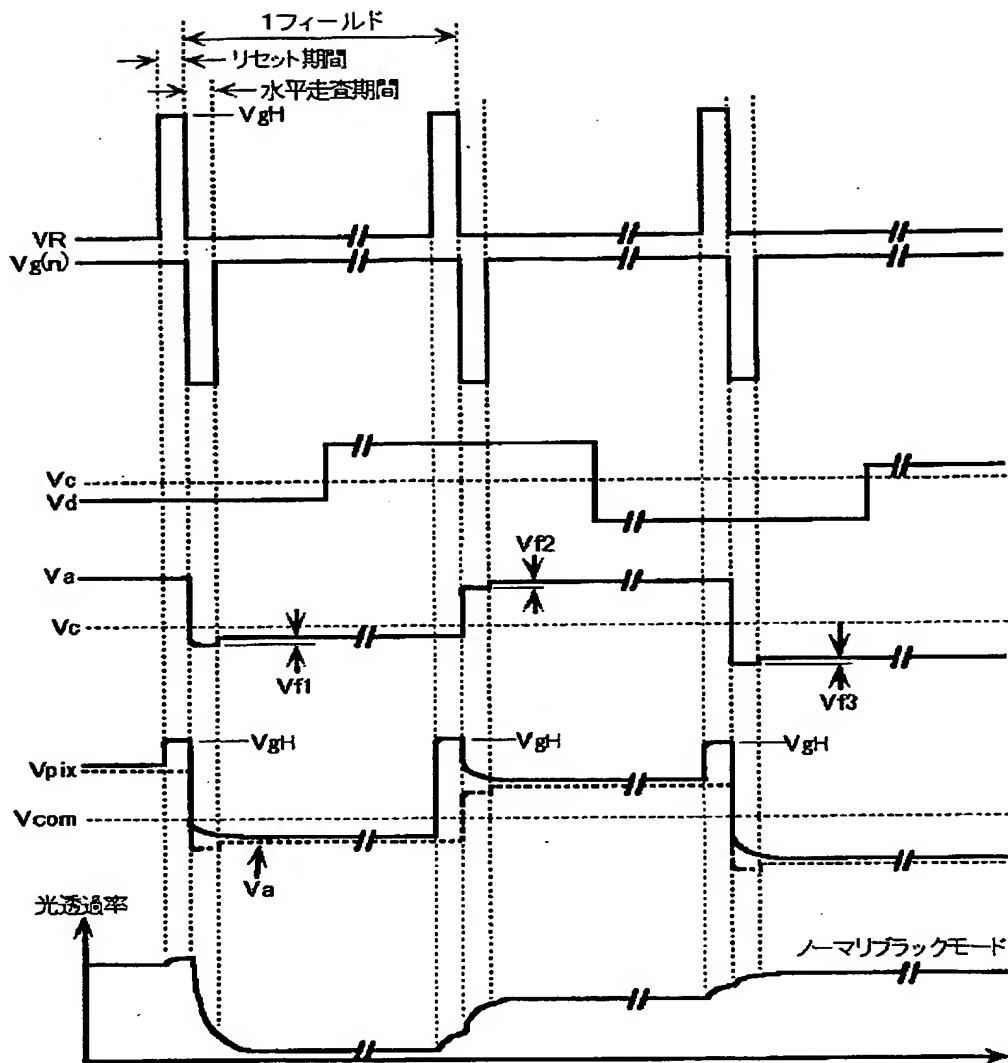 1フィールド
リセット期間
水平走査期間
VgH
VR
Vg(n)
Vc
Vd
Vf2
Va
Vc
Vf1
Vf3
VgH
VgH
VgH
Vpix
Vcom
Va
光透過率
ノーマリブラックモード